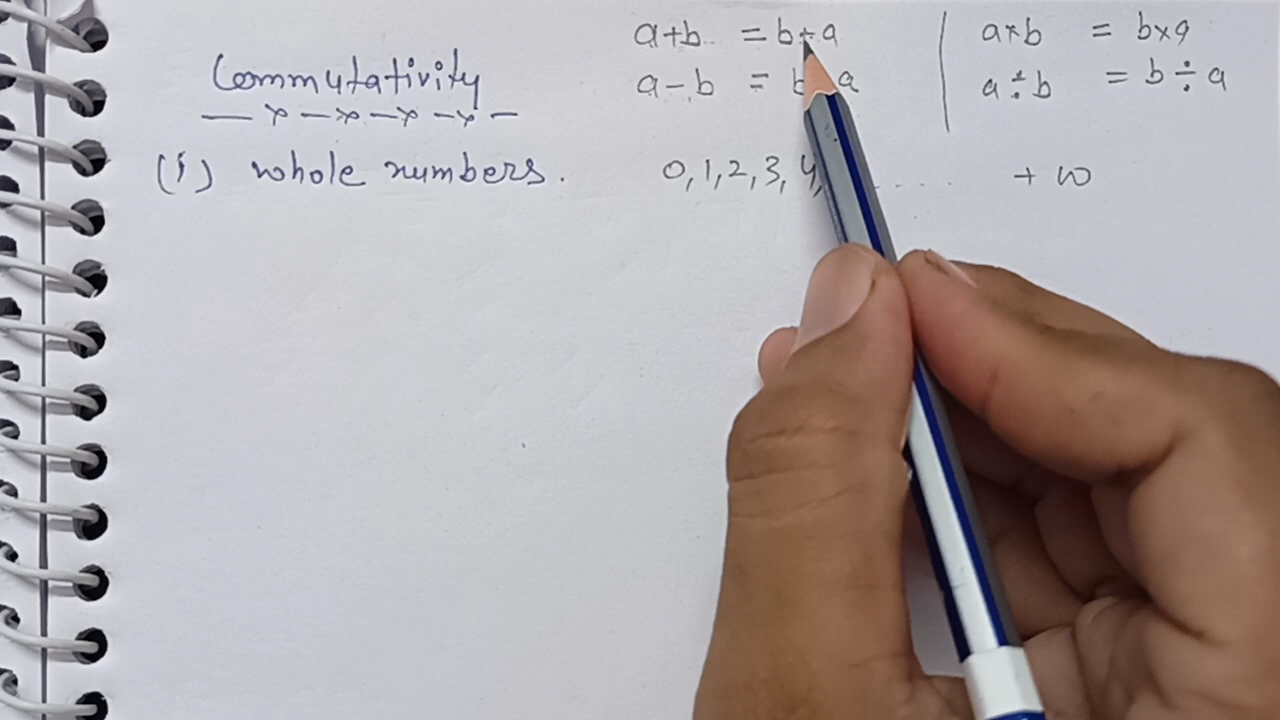 Commutativity
a+b = b+a
a-b = b a
a×b = b×a
a÷b = b÷a
(i) whole numbers.
0,1,2,3,4, ..... + ∞